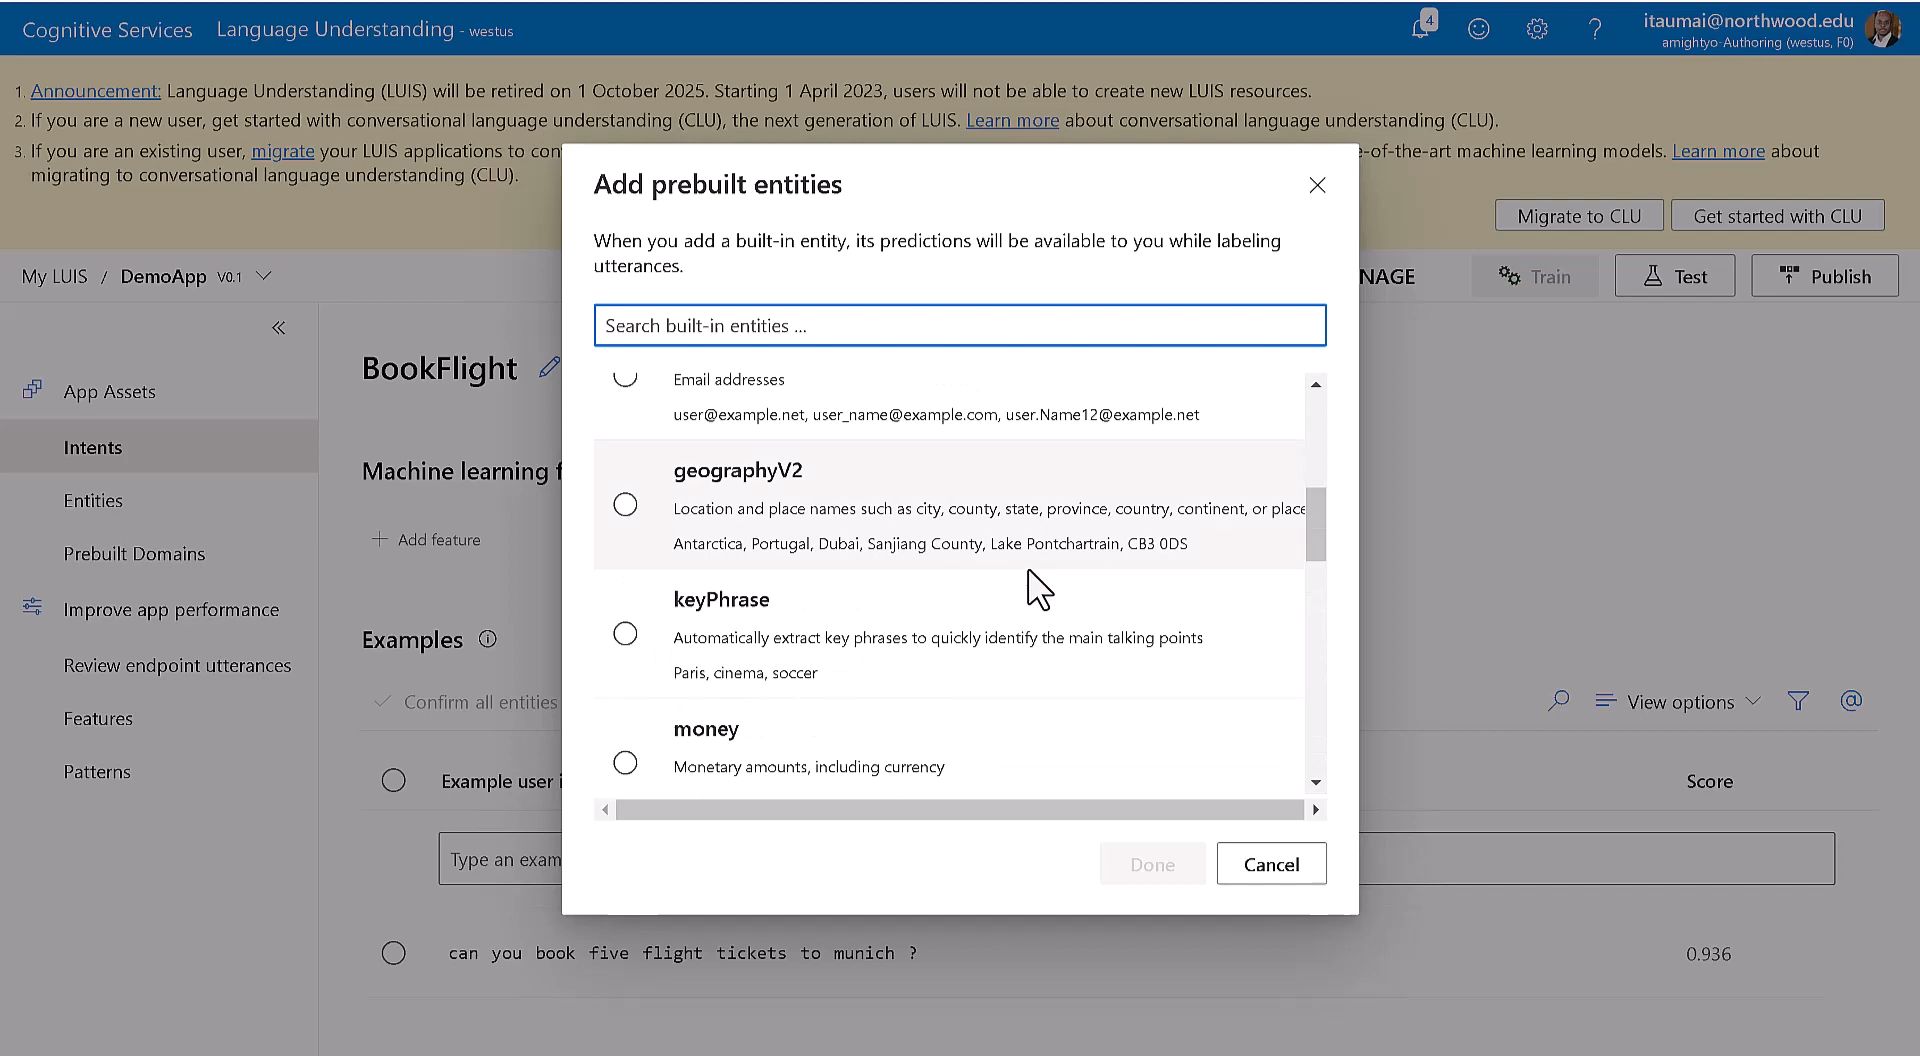 Cognitive Services Language Understanding - westus
4
itaumai@northwood.edu
amightyo-Authoring (westus, F0)
1. Announcement: Language Understanding (LUIS) will be retired on 1 October 2025. Starting 1 April 2023, users will not be able to create new LUIS resources.
2. If you are a new user, get started with conversational language understanding (CLU), the next generation of LUIS. Learn more about conversational language understanding (CLU).
3. If you are an existing user, migrate your LUIS applications to con
-of-the-art machine learning models. Learn more about
migrating to conversational language understanding (CLU).
Migrate to CLU
Get started with CLU
My LUIS / DemoApp V0.1
NAGE
Train
Test
Publish
App Assets
Intents
Entities
Prebuilt Domains
Improve app performance
Review endpoint utterances
Features
Patterns
BookFlight
Machine learning f
+ Add feature
Examples
Confirm all entities
View options
Example user i
Score
Type an exam
can you book five flight tickets to munich ?
0.936
Add prebuilt entities
When you add a built-in entity, its predictions will be available to you while labeling
utterances.
Search built-in entities ...
Email addresses
user@example.net, user_name@example.com, user.Name12@example.net
geographyV2
Location and place names such as city, county, state, province, country, continent, or place
Antarctica, Portugal, Dubai, Sanjiang County, Lake Pontchartrain, CB3 0DS
keyPhrase
Automatically extract key phrases to quickly identify the main talking points
Paris, cinema, soccer
money
Monetary amounts, including currency
Done
Cancel